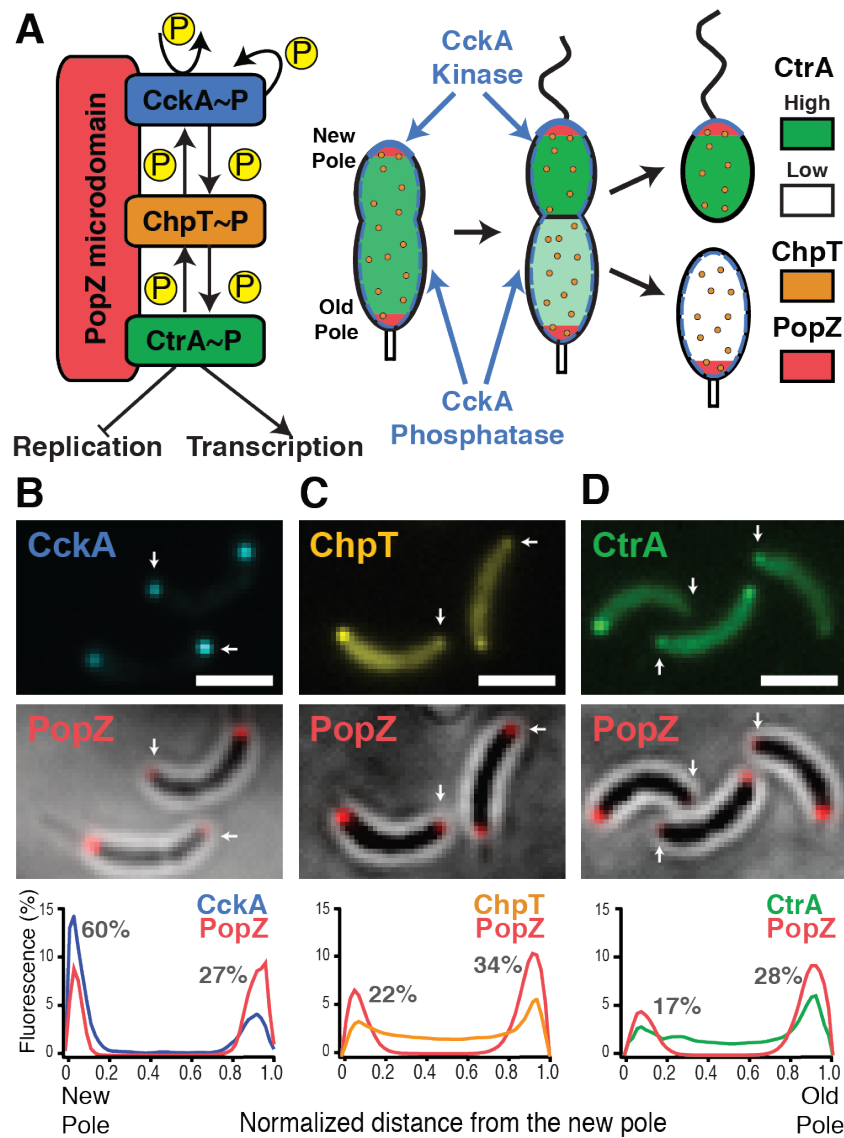 A
P
P
CckA~P
P
P
ChpT~P
P
P
CtrA~P
PopZ microdomain
Replication
Transcription
CckA
Kinase
New
Pole
Old
Pole
CckA
Phosphatase
CtrA
High
Low
ChpT
PopZ
B
C
D
CckA
ChpT
CtrA
PopZ
PopZ
PopZ
Fluorescence (%)
15
10
5
0
CckA
PopZ
60%
27%
0
0.2
0.4
0.6
0.8
1.0
15
10
5
0
ChpT
PopZ
22%
34%
0
0.2
0.4
0.6
0.8
1.0
15
10
5
0
CtrA
PopZ
17%
28%
0
0.2
0.4
0.6
0.8
1.0
New
Pole
Normalized distance from the new pole
Old
Pole